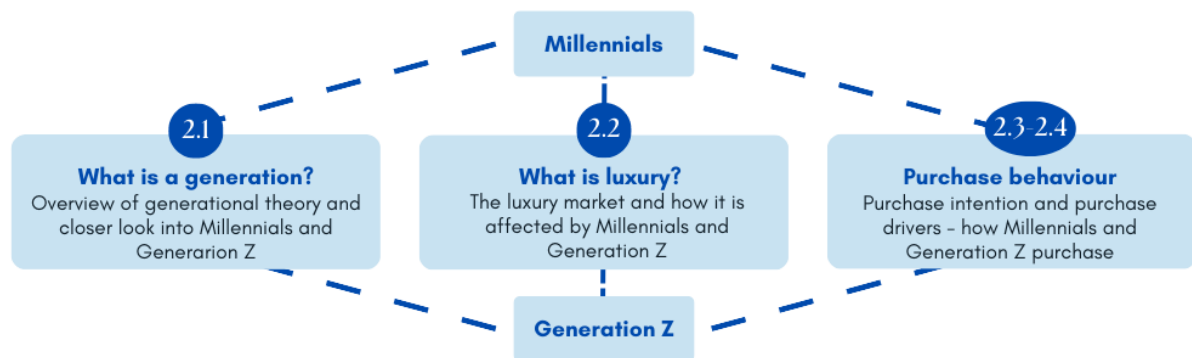 Millennials
2.1
What is a generation?
Overview of generational theory and
closer look into Millennials and
Generarion Z
2.2
What is luxury?
The luxury market and how it is
affected by Millennials and
Generation Z
2.3-2.4
Purchase behaviour
Purchase intention and purchase
drivers - how Millennials and
Generation Z purchase
Generation Z